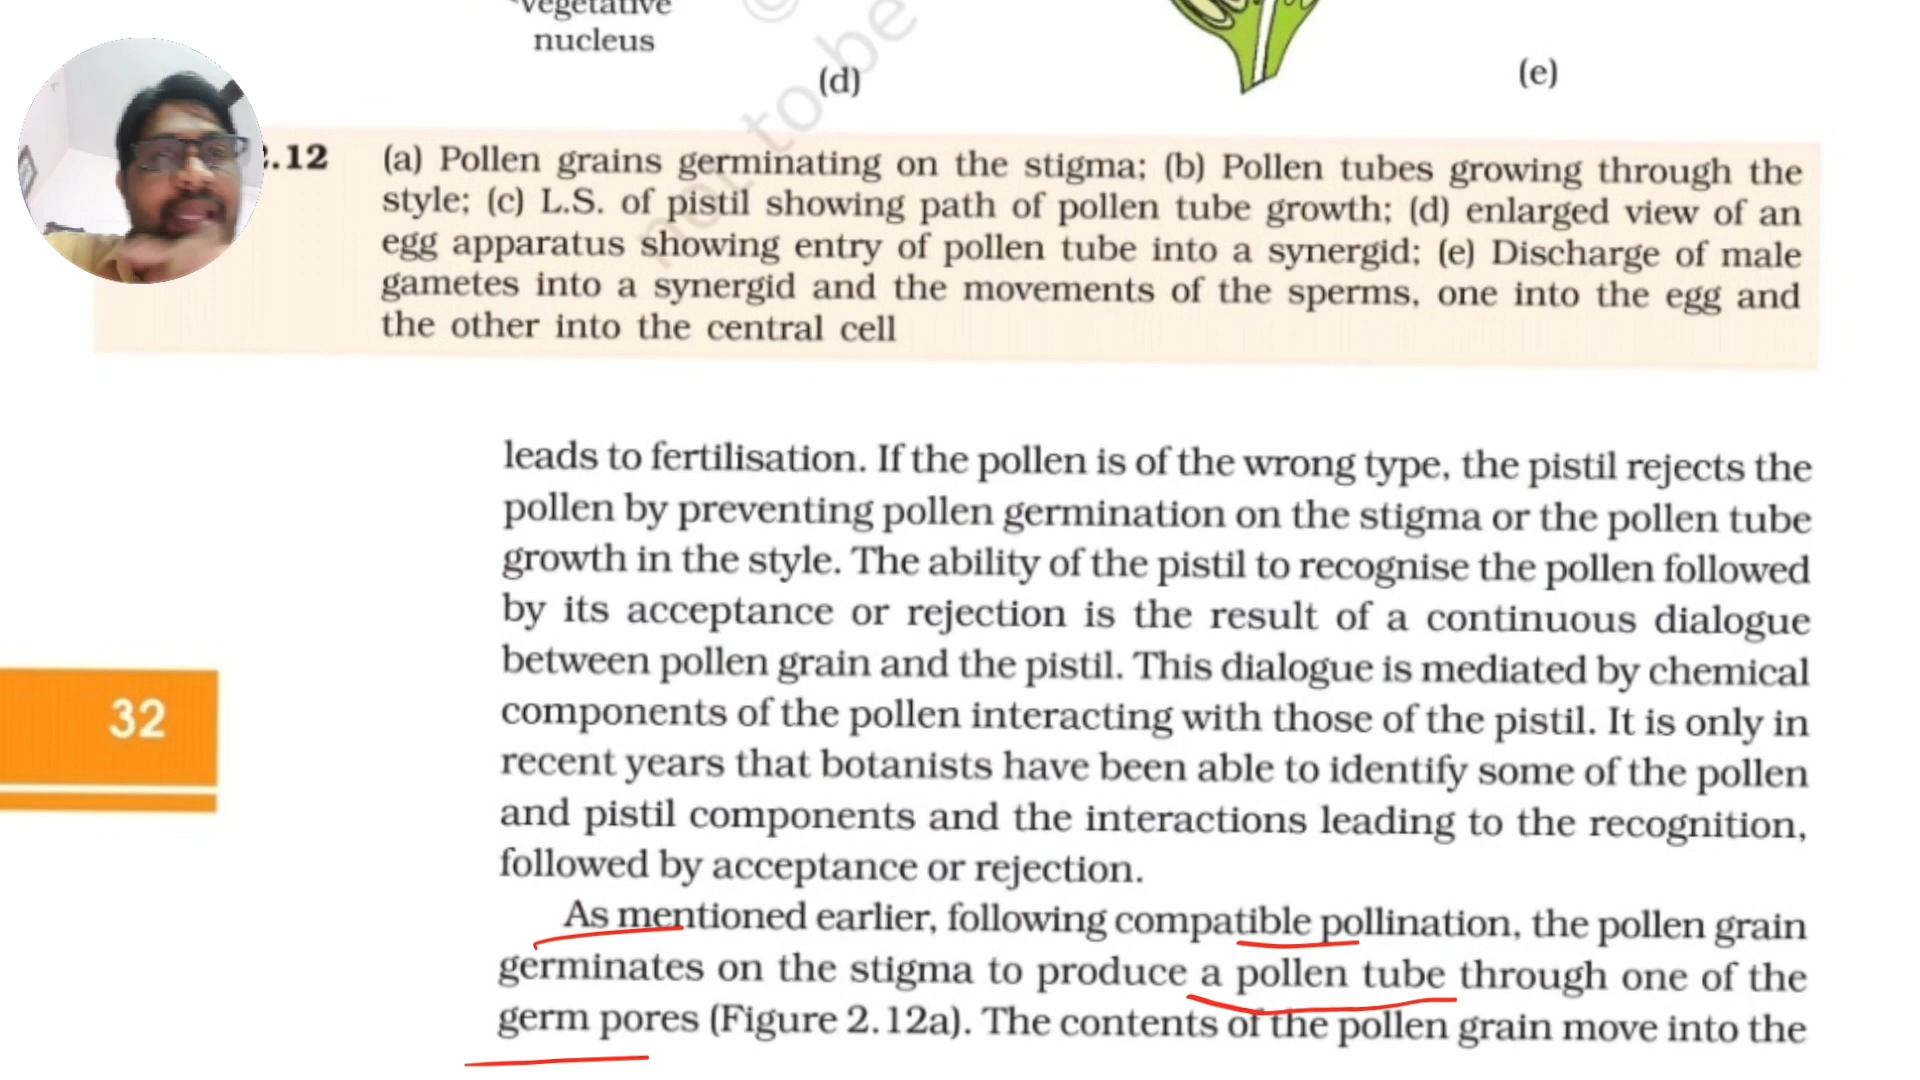 vegetative
nucleus
(d)
(e)
not to be
.12
(a) Pollen grains germinating on the stigma; (b) Pollen tubes growing through the
style; (c) L.S. of pistil showing path of pollen tube growth; (d) enlarged view of an
egg apparatus showing entry of pollen tube into a synergid; (e) Discharge of male
gametes into a synergid and the movements of the sperms, one into the egg and
the other into the central cell
leads to fertilisation. If the pollen is of the wrong type, the pistil rejects the
pollen by preventing pollen germination on the stigma or the pollen tube
growth in the style. The ability of the pistil to recognise the pollen followed
by its acceptance or rejection is the result of a continuous dialogue
between pollen grain and the pistil. This dialogue is mediated by chemical
components of the pollen interacting with those of the pistil. It is only in
recent years that botanists have been able to identify some of the pollen
and pistil components and the interactions leading to the recognition,
followed by acceptance or rejection.
32
As mentioned earlier, following compatible pollination, the pollen grain
germinates on the stigma to produce a pollen tube through one of the
germ pores (Figure 2.12a). The contents of the pollen grain move into the